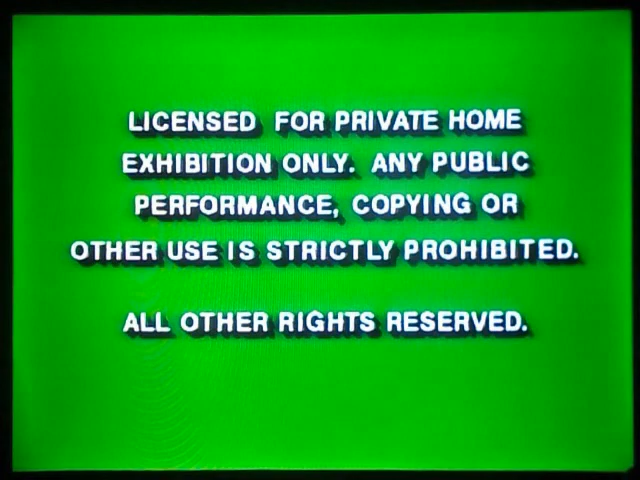 LICENSED FOR PRIVATE HOME
EXHIBITION ONLY. ANY PUBLIC
PERFORMANCE, COPYING OR
OTHER USE IS STRICTLY PROHIBITED.
ALL OTHER RIGHTS RESERVED.